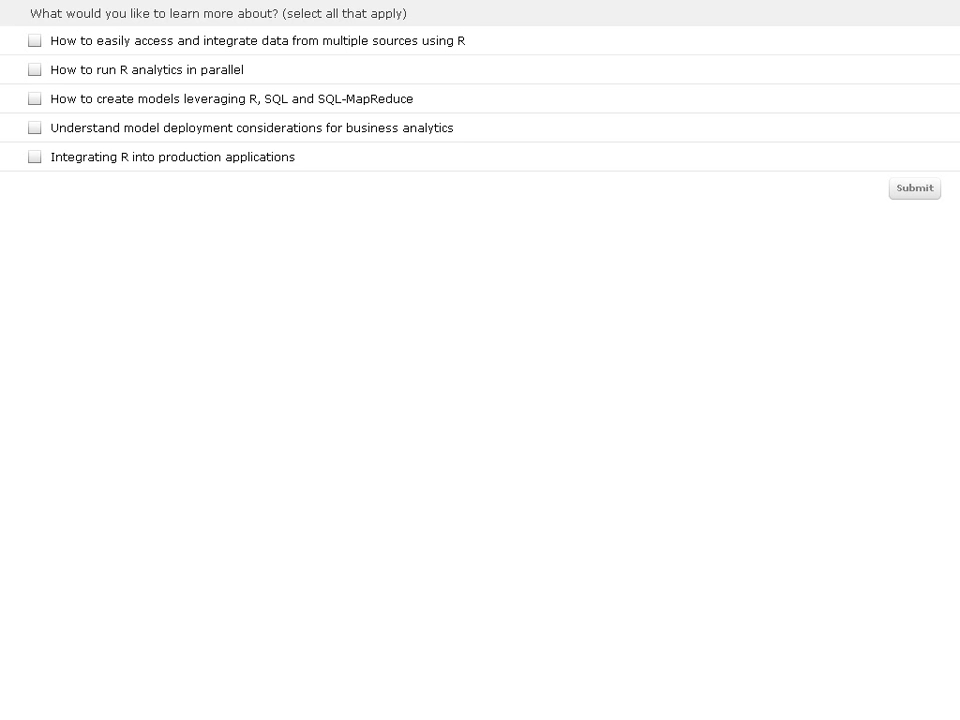 What would you like to learn more about? (select all that apply)
How to easily access and integrate data from multiple sources using R
How to run R analytics in parallel
How to create models leveraging R, SQL and SQL-MapReduce
Understand model deployment considerations for business analytics
Integrating R into production applications
Submit